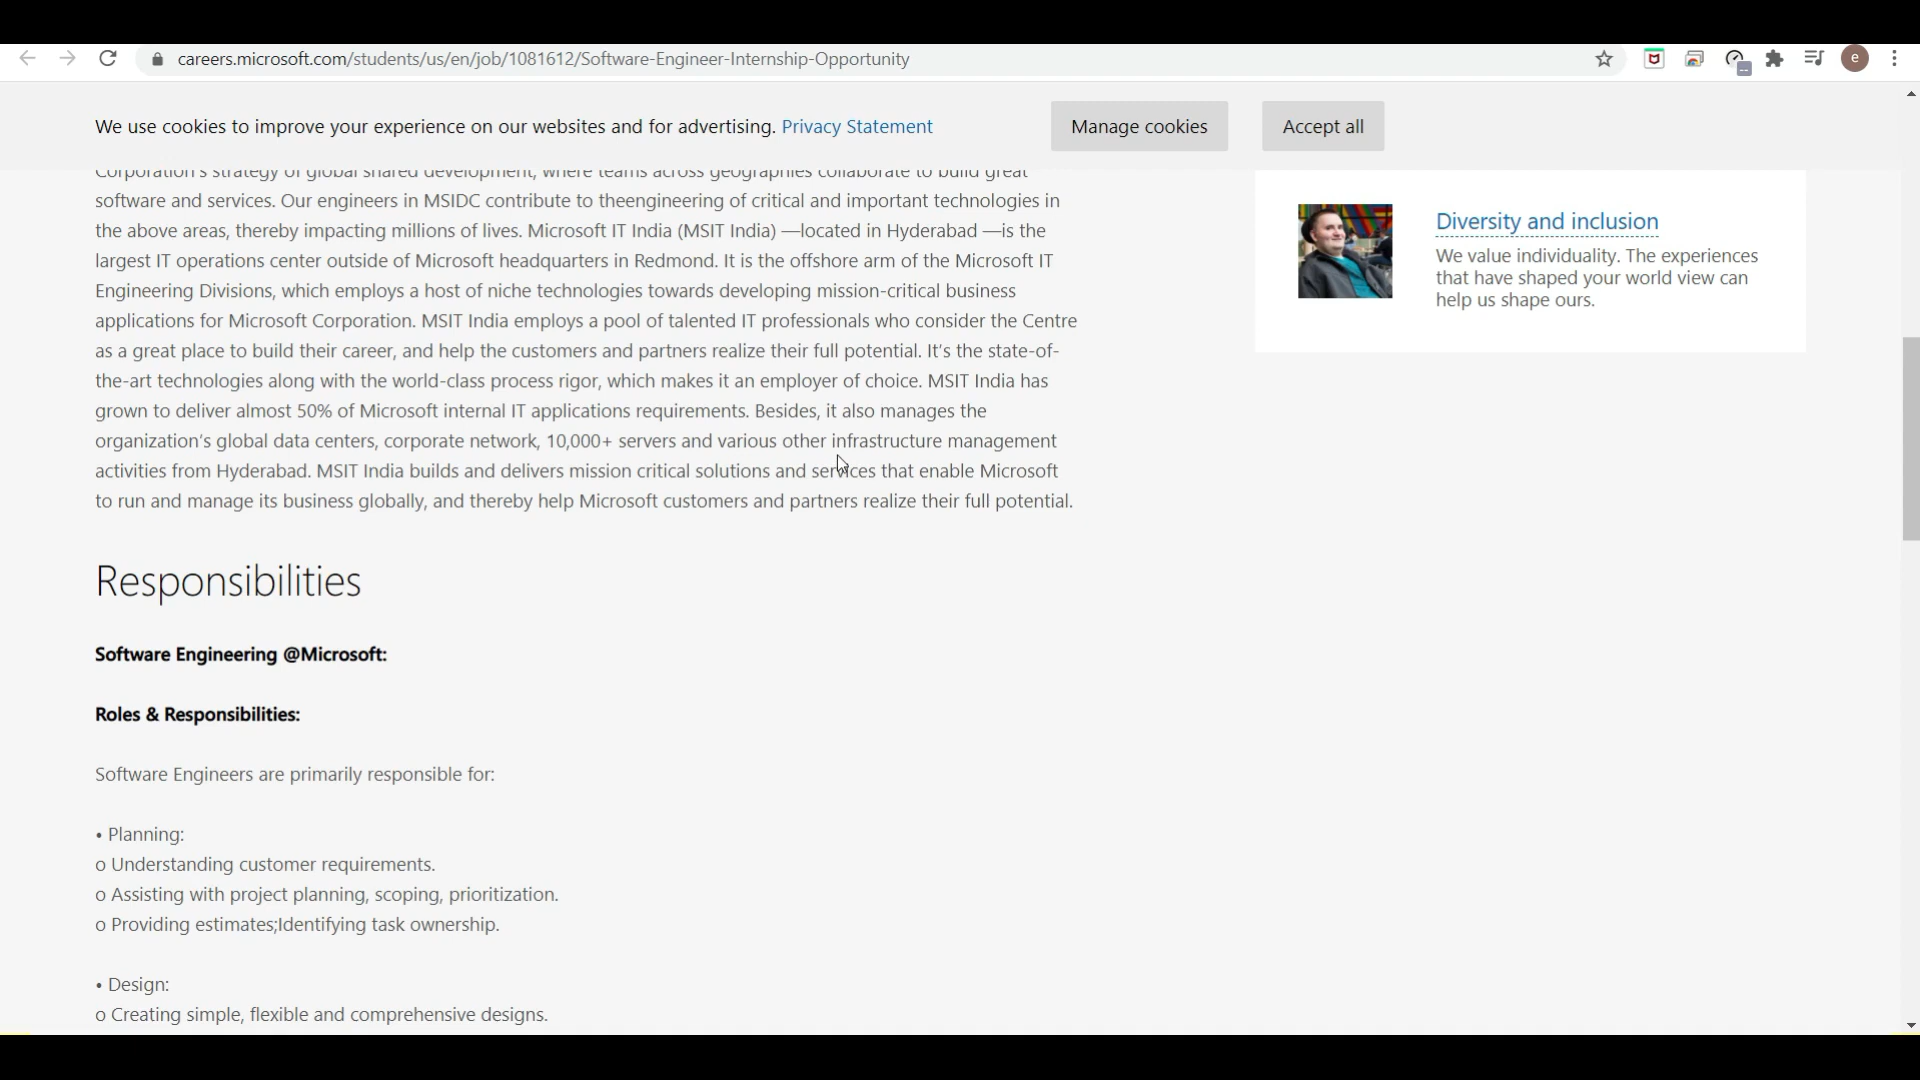 careers.microsoft.com/students/us/en/job/1081612/Software-Engineer-Internship-Opportunity
e
We use cookies to improve your experience on our websites and for advertising. Privacy Statement
Manage cookies
Accept all
Corporation's strategy of global shared development, where teams across geographies collaborate to build great
software and services. Our engineers in MSIDC contribute to theengineering of critical and important technologies in
the above areas, thereby impacting millions of lives. Microsoft IT India (MSIT India) —located in Hyderabad —is the
largest IT operations center outside of Microsoft headquarters in Redmond. It is the offshore arm of the Microsoft IT
Engineering Divisions, which employs a host of niche technologies towards developing mission-critical business
applications for Microsoft Corporation. MSIT India employs a pool of talented IT professionals who consider the Centre
as a great place to build their career, and help the customers and partners realize their full potential. It's the state-of-
the-art technologies along with the world-class process rigor, which makes it an employer of choice. MSIT India has
grown to deliver almost 50% of Microsoft internal IT applications requirements. Besides, it also manages the
organization's global data centers, corporate network, 10,000+ servers and various other infrastructure management
activities from Hyderabad. MSIT India builds and delivers mission critical solutions and services that enable Microsoft
to run and manage its business globally, and thereby help Microsoft customers and partners realize their full potential.
Diversity and inclusion
We value individuality. The experiences
that have shaped your world view can
help us shape ours.
Responsibilities
Software Engineering @Microsoft:
Roles & Responsibilities:
Software Engineers are primarily responsible for:
• Planning:
o Understanding customer requirements.
o Assisting with project planning, scoping, prioritization.
o Providing estimates;Identifying task ownership.
• Design:
o Creating simple, flexible and comprehensive designs.